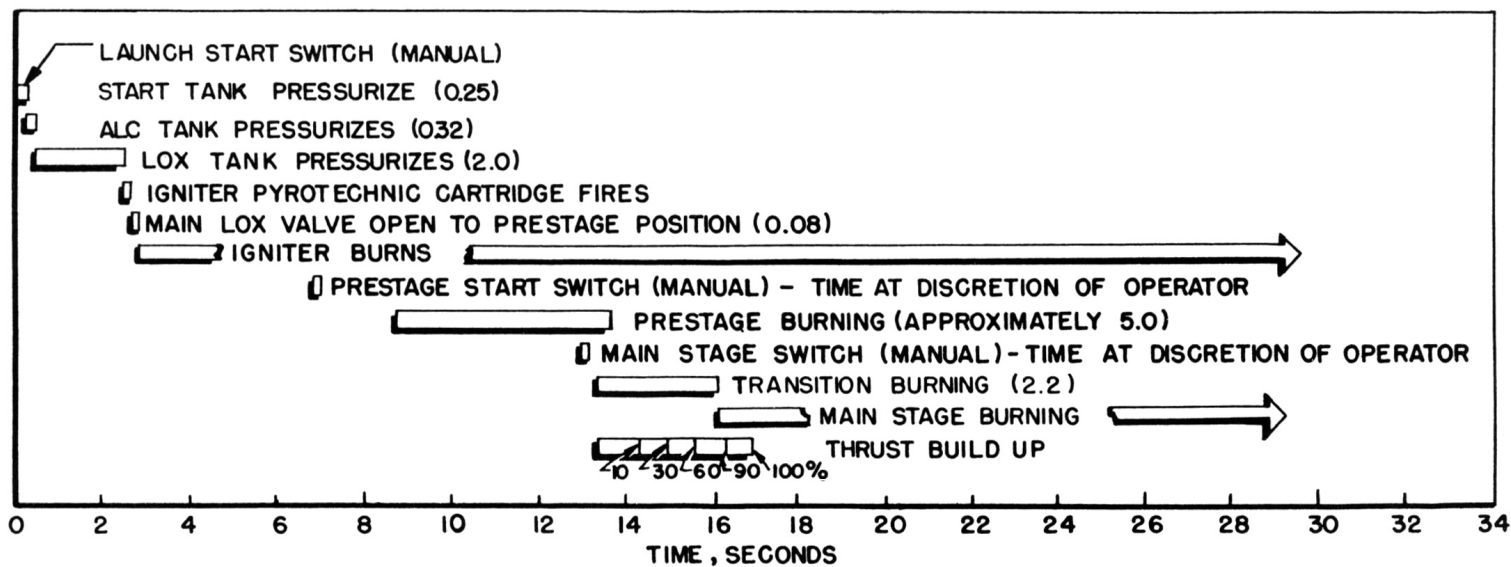 LAUNCH START SWITCH (MANUAL)
START TANK PRESSURIZE (0.25)
ALC TANK PRESSURIZES (032)
LOX TANK PRESSURIZES (2.0)
IGNITER PYROTECHNIC CARTRIDGE FIRES
MAIN LOX VALVE OPEN TO PRESTAGE POSITION (0.08)
IGNITER BURNS
PRESTAGE START SWITCH (MANUAL) - TIME AT DISCRETION OF OPERATOR
PRESTAGE BURNING (APPROXIMATELY 5.0)
MAIN STAGE SWITCH (MANUAL) - TIME AT DISCRETION OF OPERATOR
TRANSITION BURNING (2.2)
MAIN STAGE BURNING
THRUST BUILD UP
10 30 60 90 100%
0 2 4 6 8 10 12 14 16 18 20 22 24 26 28 30 32 34
TIME, SECONDS